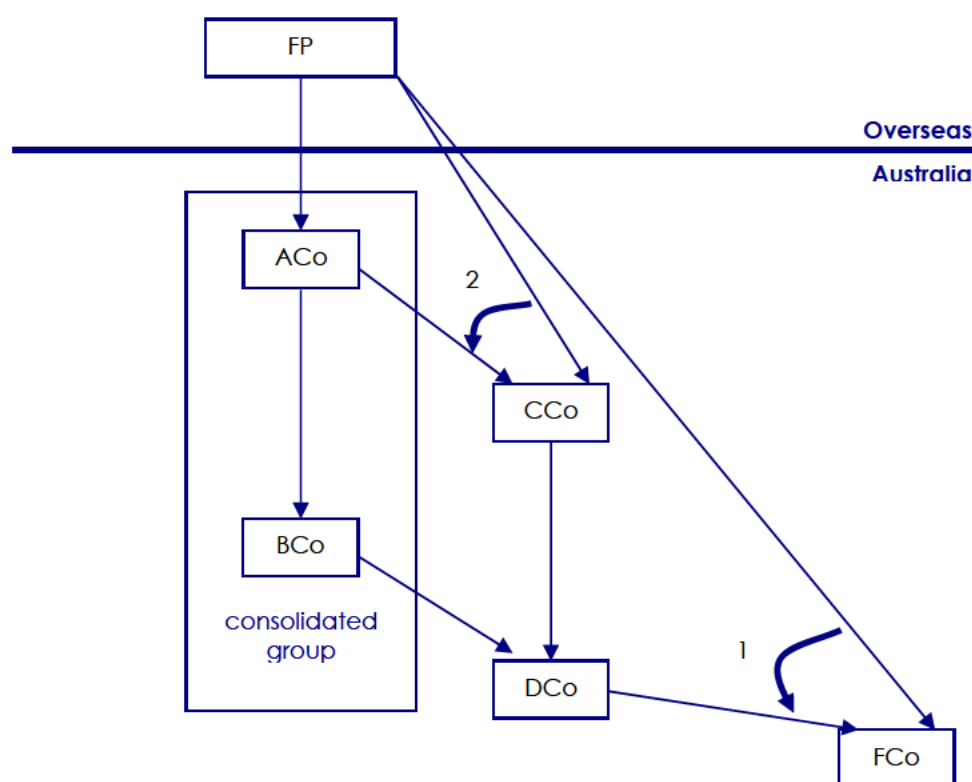 FP
Overseas
Australia
ACo
2
CCo
BCo
consolidated
group
1
DCo
FCo